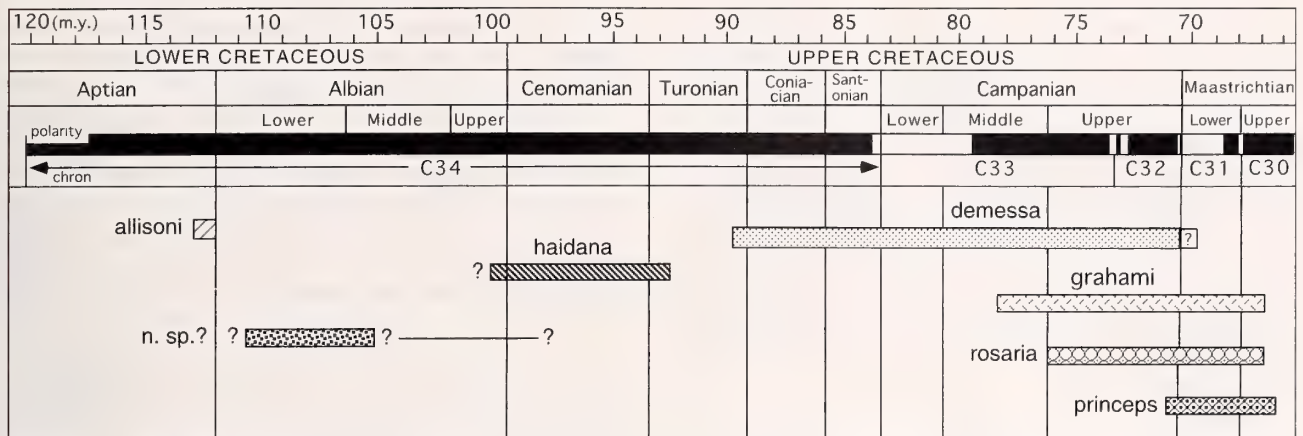 120 (m.y.) 115 110 105 100 95 90 85 80 75 70
LOWER CRETACEOUS UPPER CRETACEOUS
Aptian Albian Cenomanian Turonian Conia-cian Sant-onian Campanian Maastrichtian
Lower Middle Upper Lower Middle Upper Lower Upper
polarity
chron C34 C33 C32 C31 C30
allisoni demessa ?
haidana
?
grahami
n. sp.? ? ? ?
rosaria
princeps